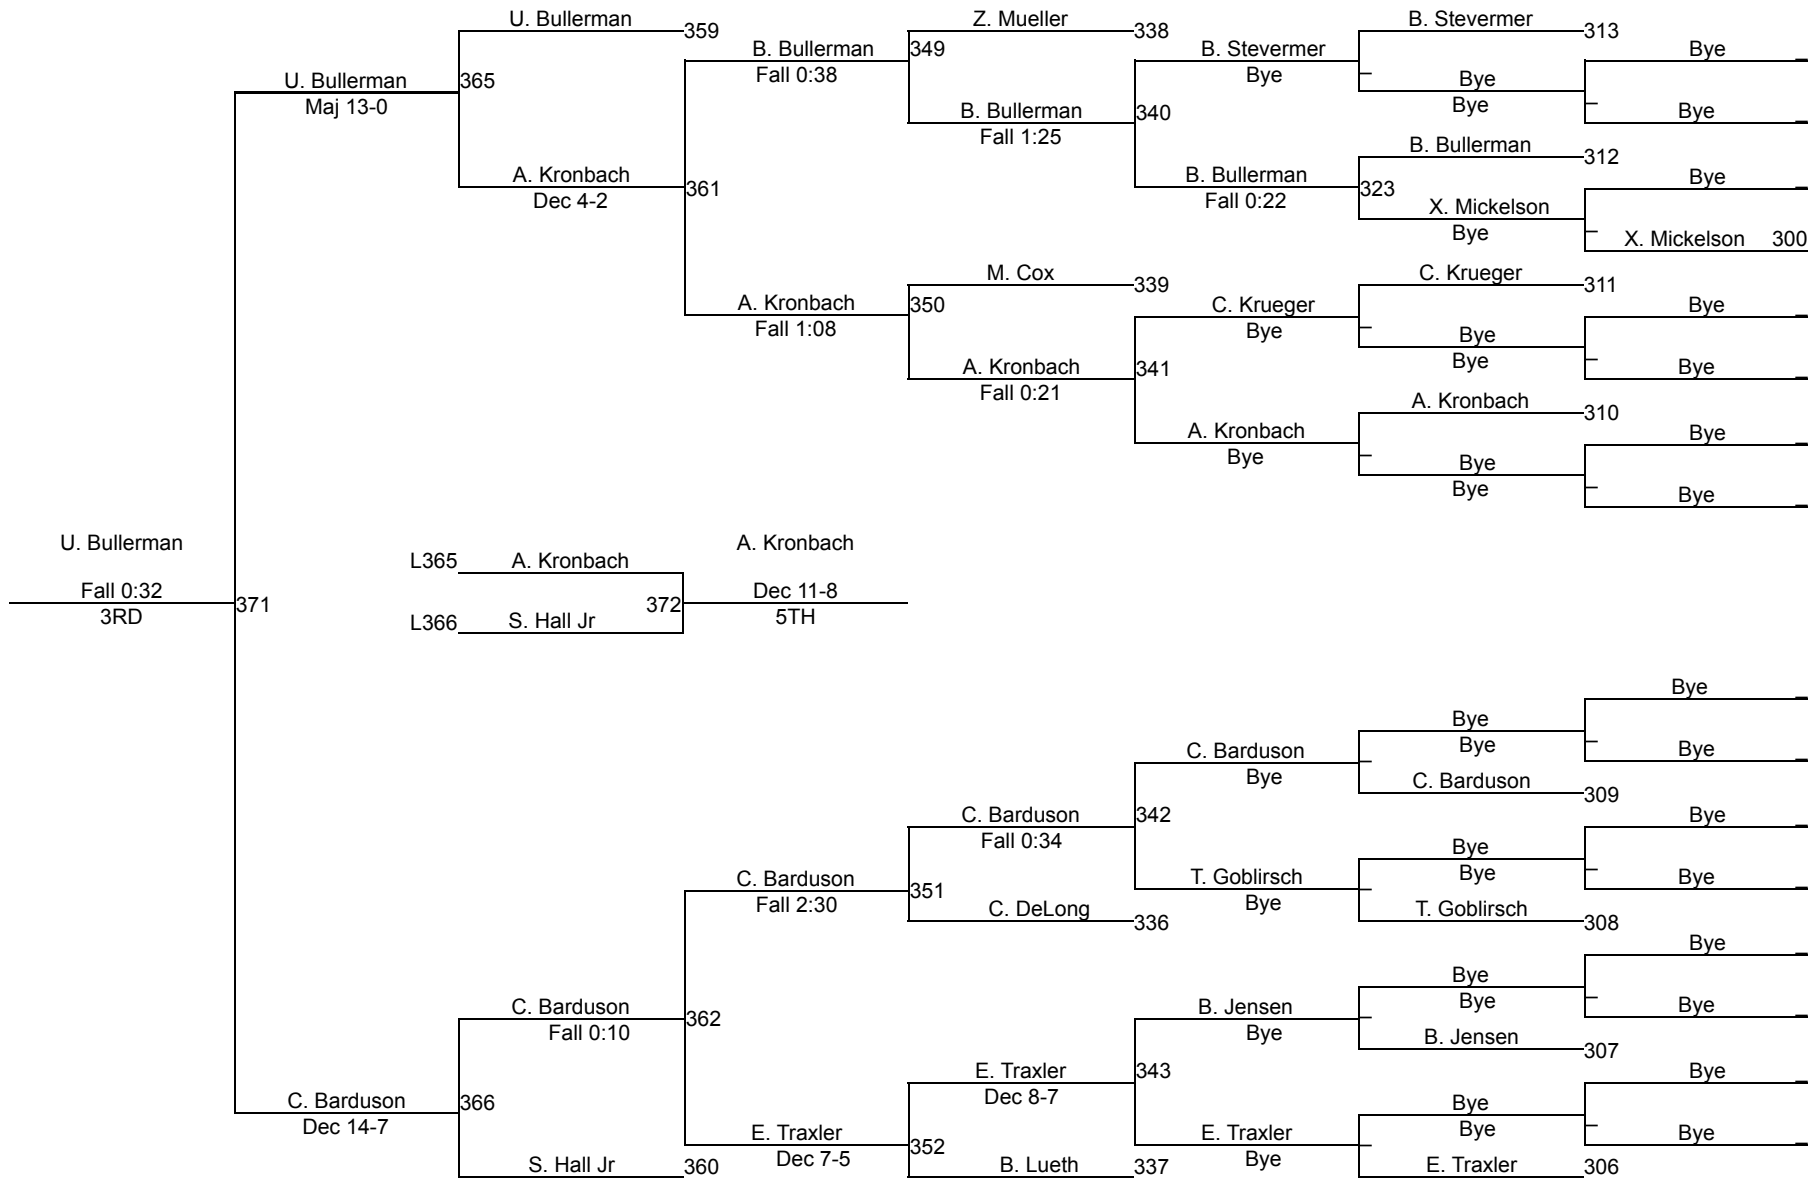 U. Bullerman 359 Z. Mueller 338 B. Stevermer 313
B. Bullerman 349 B. Stevermer Bye
Fall 0:38 Bye
U. Bullerman 365 Bye
Maj 13-0 B. Bullerman 340 Bye Bye
Fall 1:25
B. Bullerman 312
A. Kronbach 361 B. Bullerman 323 Bye
Dec 4-2 Fall 0:22
X. Mickelson
Bye X. Mickelson 300
M. Cox 339 C. Krueger 311
A. Kronbach 350 C. Krueger Bye
Fall 1:08 Bye Bye
A. Kronbach 341 Bye Bye
Fall 0:21
A. Kronbach 310
A. Kronbach Bye
Bye Bye
Bye Bye
U. Bullerman A. Kronbach
L365 A. Kronbach
Fall 0:32 371 372 Dec 11-8
3RD 5TH
L366 S. Hall Jr
Bye
Bye
C. Barduson Bye Bye
Bye C. Barduson 309
C. Barduson 342 Bye
Fall 0:34
Bye
C. Barduson 351 T. Goblirsch Bye Bye
Fall 2:30 Bye
C. DeLong 336 T. Goblirsch 308
Bye
Bye
C. Barduson 362 B. Jensen Bye Bye
Fall 0:10 Bye
B. Jensen 307
E. Traxler 343 Bye
Dec 8-7
C. Barduson 366 Bye
Dec 14-7 E. Traxler 352 E. Traxler Bye Bye
Dec 7-5 Bye
S. Hall Jr 360 B. Lueth 337 E. Traxler 306